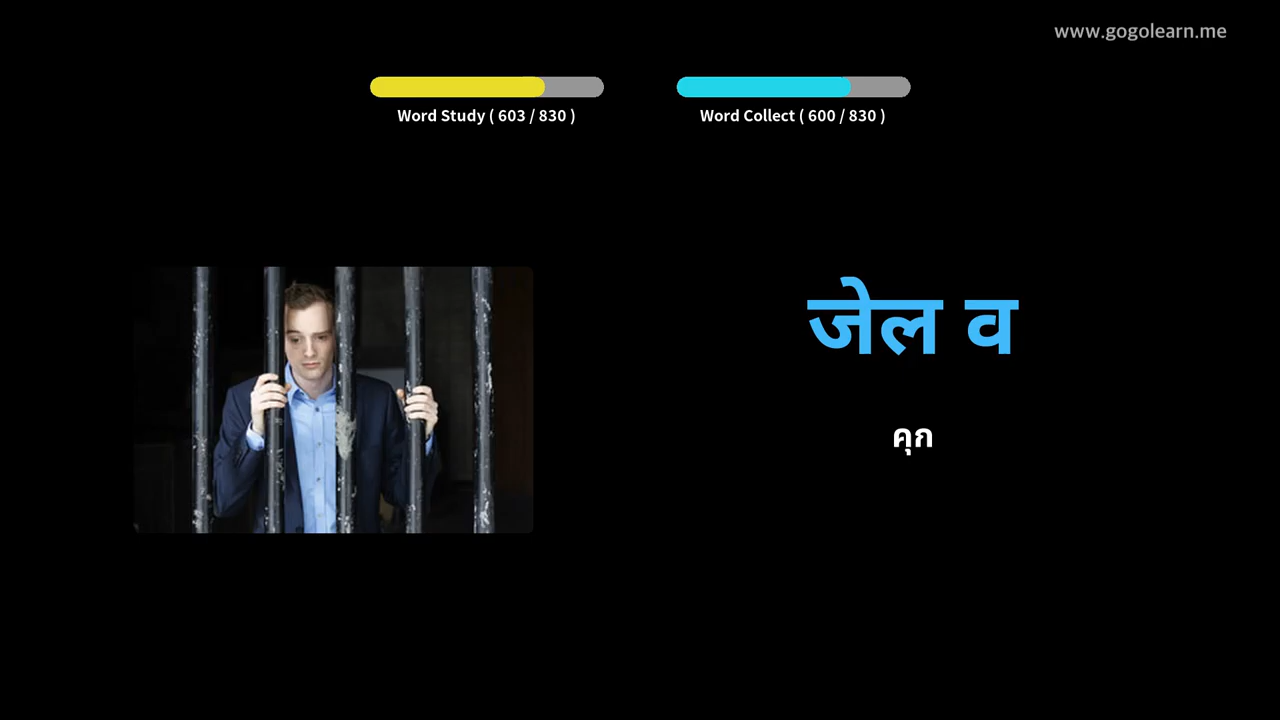 www.gogolearn.me
Word Study ( 603 / 830 )
Word Collect ( 600 / 830 )
जेल व
คุก